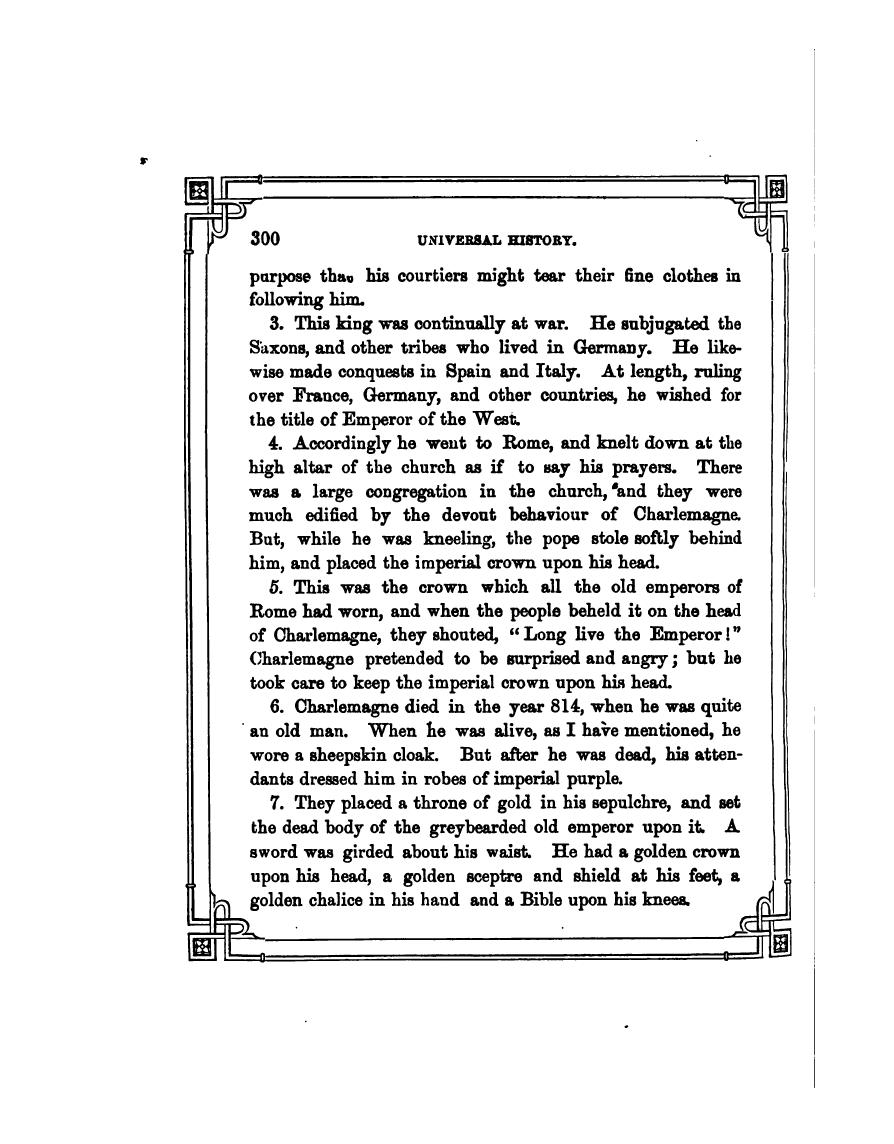 300 UNIVERSAL HISTORY.
purpose that his courtiers might tear their fine clothes in
following him.
3. This king was continually at war. He subjugated the
Saxons, and other tribes who lived in Germany. He like-
wise made conquests in Spain and Italy. At length, ruling
over France, Germany, and other countries, he wished for
the title of Emperor of the West.
4. Accordingly he went to Rome, and knelt down at the
high altar of the church as if to say his prayers. There
was a large congregation in the church, and they were
much edified by the devout behaviour of Charlemagne.
But, while he was kneeling, the pope stole softly behind
him, and placed the imperial crown upon his head.
5. This was the crown which all the old emperors of
Rome had worn, and when the people beheld it on the head
of Charlemagne, they shouted, "Long live the Emperor!"
Charlemagne pretended to be surprised and angry; but he
took care to keep the imperial crown upon his head.
6. Charlemagne died in the year 814, when he was quite
an old man. When he was alive, as I have mentioned, he
wore a sheepskin cloak. But after he was dead, his atten-
dants dressed him in robes of imperial purple.
7. They placed a throne of gold in his sepulchre, and set
the dead body of the greybearded old emperor upon it. A
sword was girded about his waist. He had a golden crown
upon his head, a golden sceptre and shield at his feet, a
golden chalice in his hand and a Bible upon his knees.